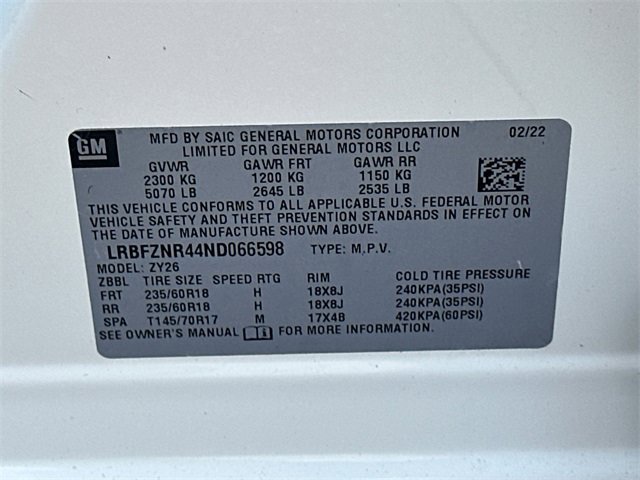 GM
MFD BY SAIC GENERAL MOTORS CORPORATION 02/22
LIMITED FOR GENERAL MOTORS LLC
GVWR GAWR FRT GAWR RR
2300 KG 1200 KG 1150 KG
5070 LB 2645 LB 2535 LB
THIS VEHICLE CONFORMS TO ALL APPLICABLE U.S. FEDERAL MOTOR
VEHICLE SAFETY AND THEFT PREVENTION STANDARDS IN EFFECT ON
THE DATE OF MANUFACTURE SHOWN ABOVE.
LRBFZNR44ND066598 TYPE: M.P.V.
MODEL: ZY26
ZBBL TIRE SIZE SPEED RTG RIM COLD TIRE PRESSURE
FRT 235/60R18 H 18X8J 240KPA(35PSI)
RR 235/60R18 H 18X8J 240KPA(35PSI)
SPA T145/70R17 M 17X4B 420KPA(60PSI)
SEE OWNER'S MANUAL FOR MORE INFORMATION.